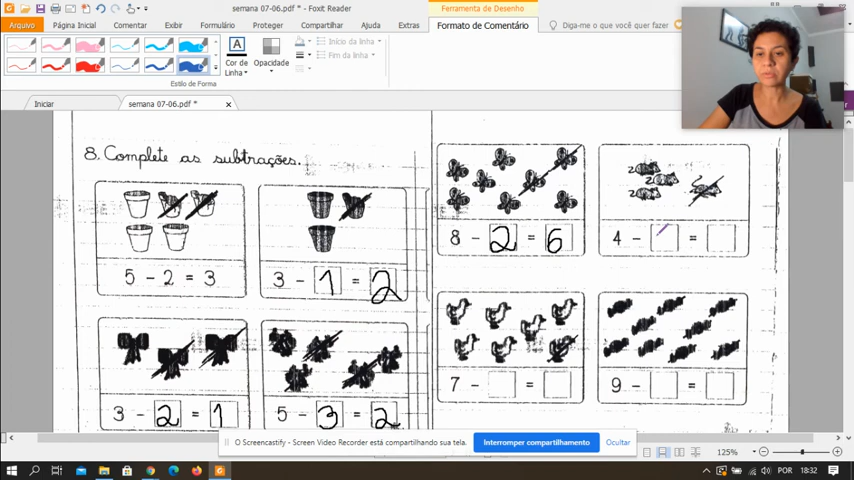 semana 07-06.pdf * - Foxit Reader
Ferramenta de Desenho
Arquivo Página Inicial Comentar Exibir Formulário Proteger Compartilhar Ajuda Extras Formato de Comentário Diga-me o que você quer fazer
Cor de Linha
Opacidade
Início da linha
Fim da linha
Estilo de Forma
Iniciar
semana 07-06.pdf *
8. Complete as subtrações.
5 - 2 = 3
3 - 1 = 2
8 - 2 = 6
4 - =
3 - 2 = 1
5 - 3 = 2
7 - =
9 - =
O Screencastify - Screen Video Recorder está compartilhando sua tela. Interromper compartilhamento Ocultar
125%
POR 18:32